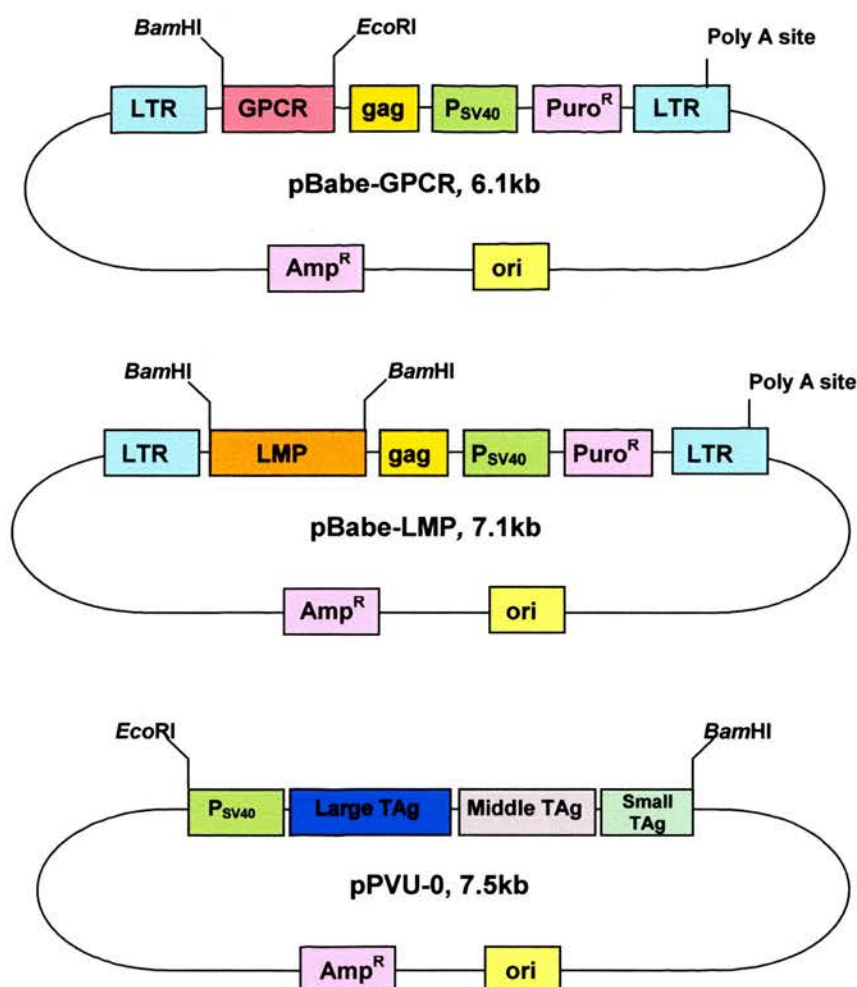 BamHI EcoRI Poly A site
LTR GPCR gag PSV40 PuroR LTR
pBabe-GPCR, 6.1kb
AmpR ori
BamHI BamHI Poly A site
LTR LMP gag PSV40 PuroR LTR
pBabe-LMP, 7.1kb
AmpR ori
EcoRI BamHI
PSV40 Large TAg Middle TAg Small TAg
pPVU-0, 7.5kb
AmpR ori